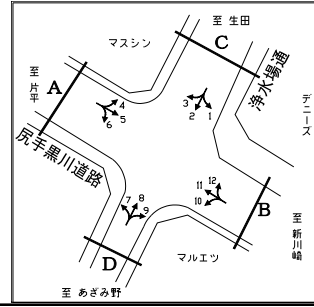 至 生田
マスシン
C
浄水場通
至 片平
A
デニーズ
4
5
6
3
2
1
尻手黒川道路
7
8
9
10
11
12
B
至 新川崎
D
マルエツ
至 あざみ野